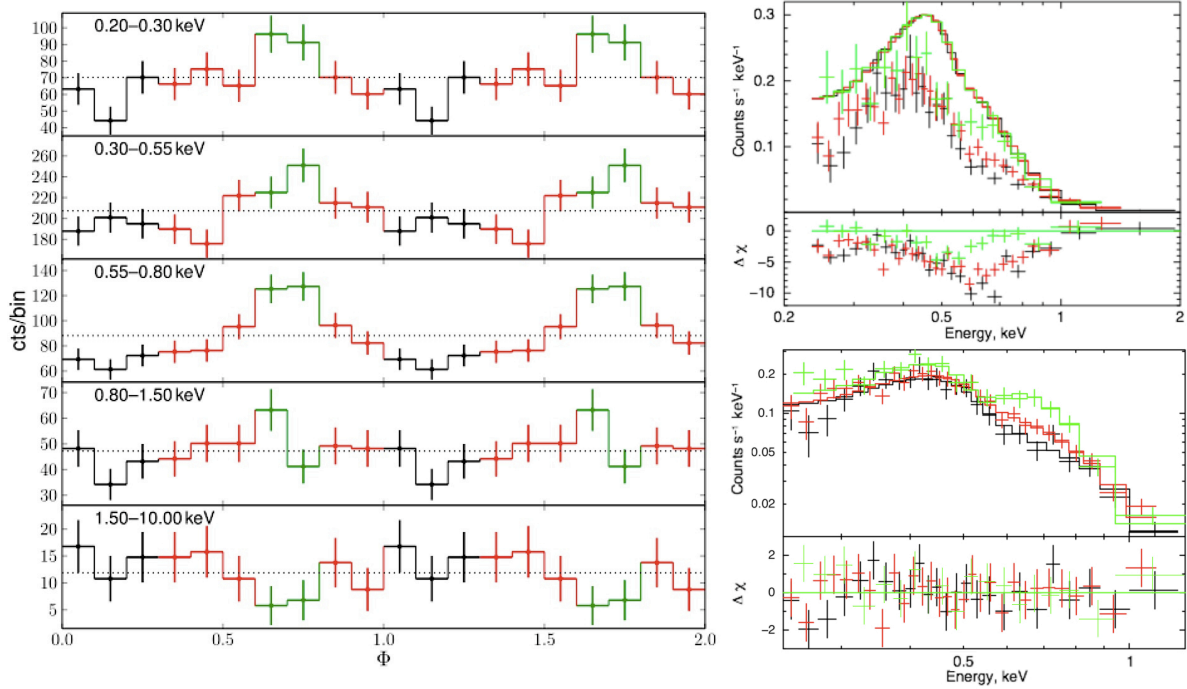 0.20–0.30 keV
100
90
80
70
60
50
40
0.30–0.55 keV
260
240
220
200
180
0.55–0.80 keV
140
120
100
80
60
cts/bin
0.80–1.50 keV
70
60
50
40
30
1.50–10.00 keV
20
15
10
5
0.0 0.5 1.0 1.5 2.0
Φ
Counts s⁻¹ keV⁻¹
0.3
0.2
0.1
Δ χ
0
−5
−10
0.2 0.5 1 2
Energy, keV
Counts s⁻¹ keV⁻¹
0.2
0.1
0.05
0.02
Δ χ
2
0
−2
0.5 1
Energy, keV